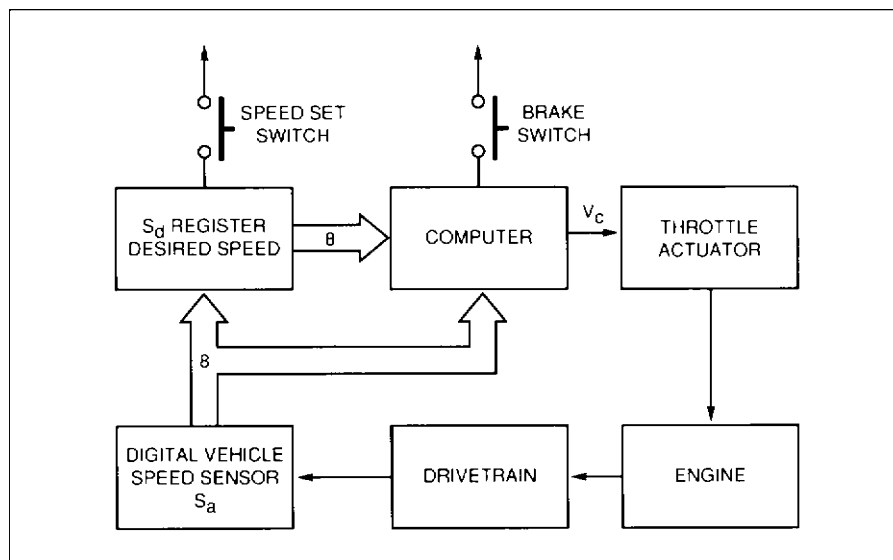 SPEED SET
SWITCH
BRAKE
SWITCH
Sd REGISTER
DESIRED SPEED
8
COMPUTER
Vc
THROTTLE
ACTUATOR
8
DIGITAL VEHICLE
SPEED SENSOR
Sa
DRIVETRAIN
ENGINE